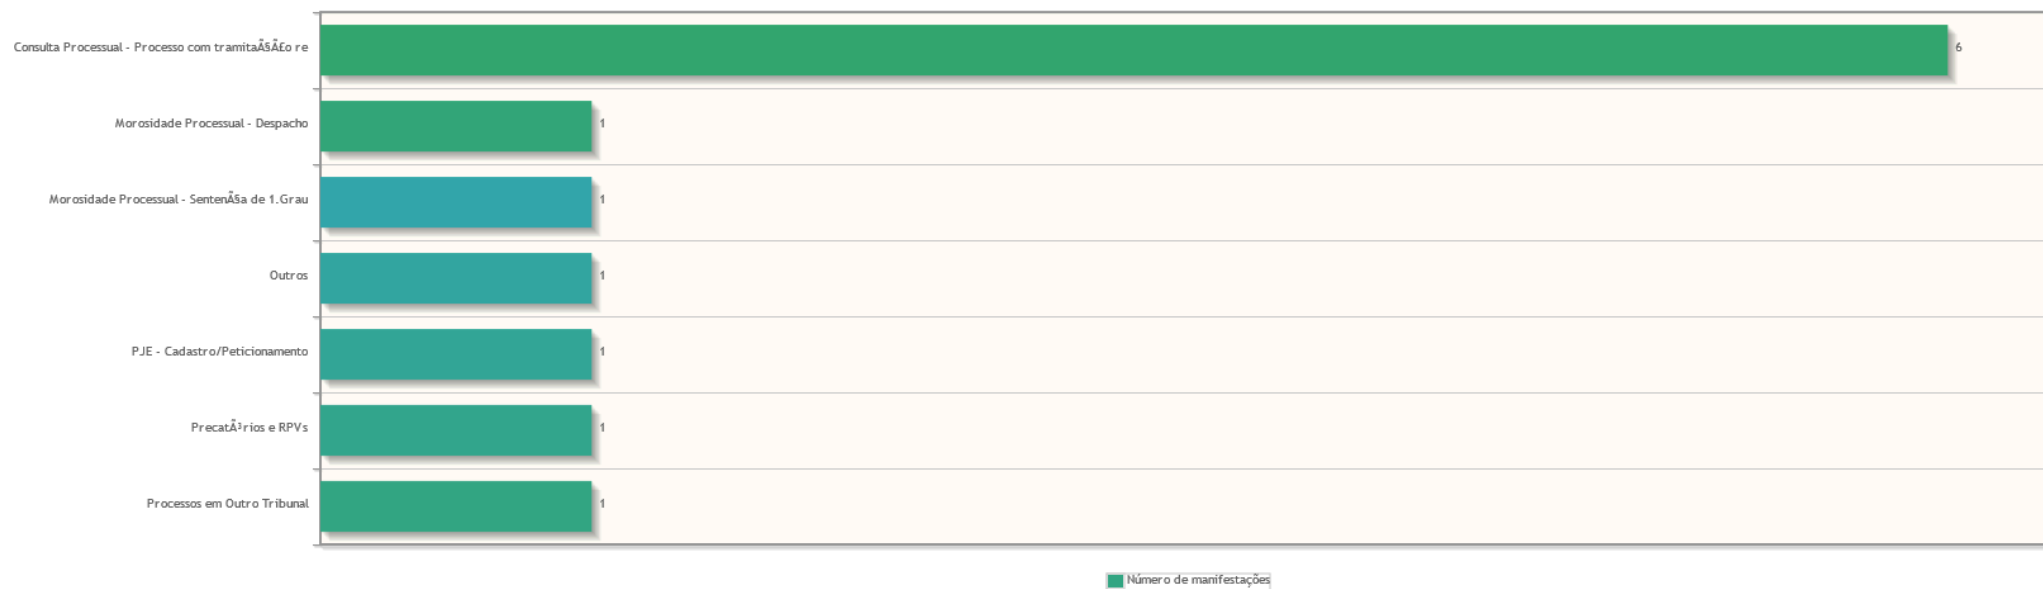 Consulta Processual - Processo com tramitaÃ§Ã£o re
6
Morosidade Processual - Despacho
1
Morosidade Processual - SentenÃ§a de 1.Grau
1
Outros
1
PJE - Cadastro/Peticionamento
1
PrecatÃ³rios e RPVs
1
Processos em Outro Tribunal
1
Número de manifestações